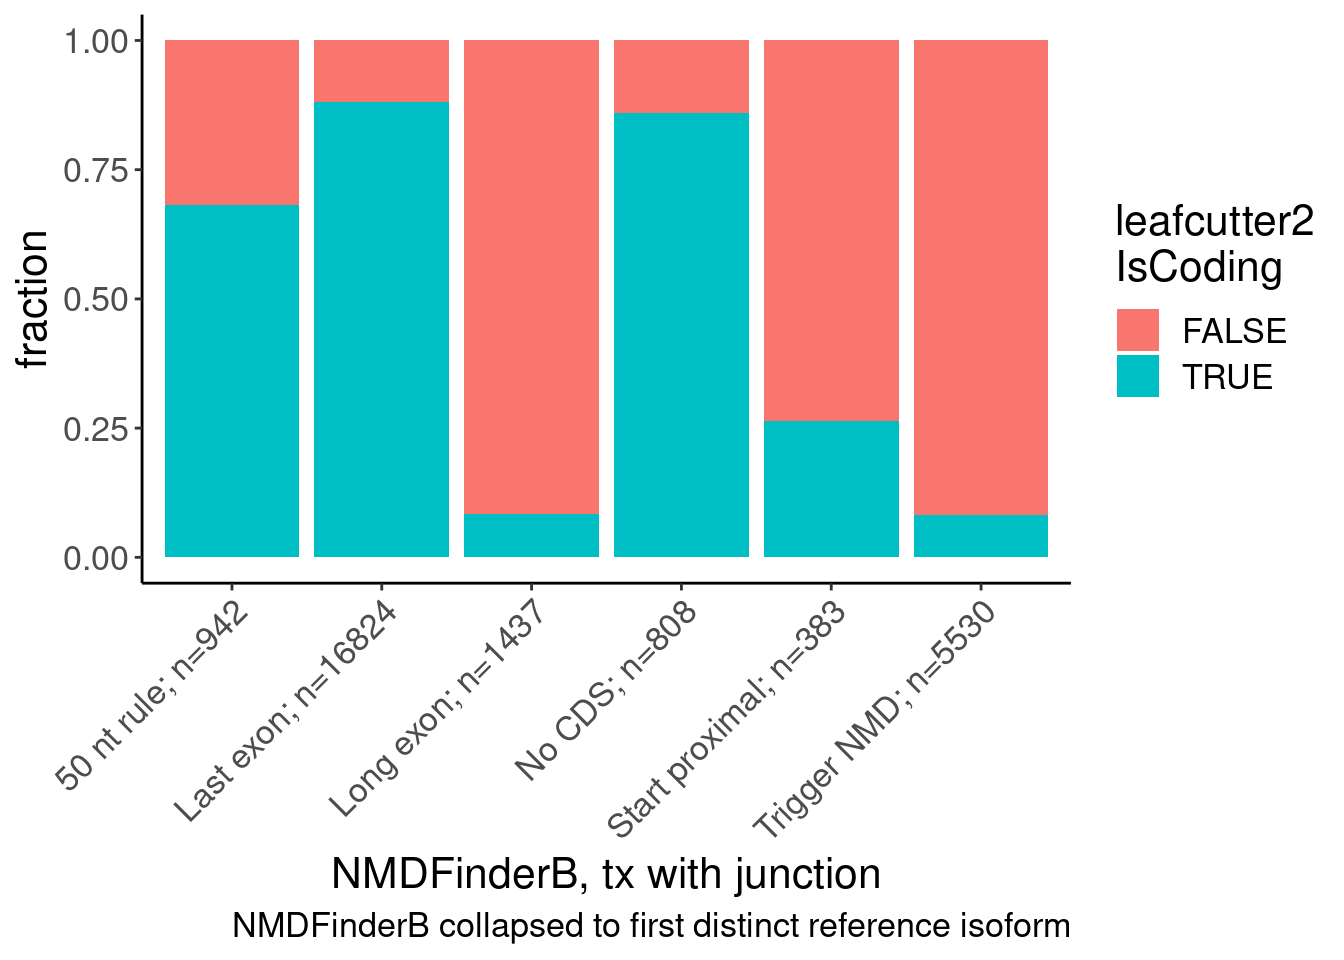 1.00
0.75
0.50
0.25
0.00
fraction
50 nt rule; n=942
Last exon; n=16824
Long exon; n=1437
No CDS; n=808
Start proximal; n=383
Trigger NMD; n=5530
NMDFinderB, tx with junction
NMDFinderB collapsed to first distinct reference isoform
leafcutter2
IsCoding
FALSE
TRUE